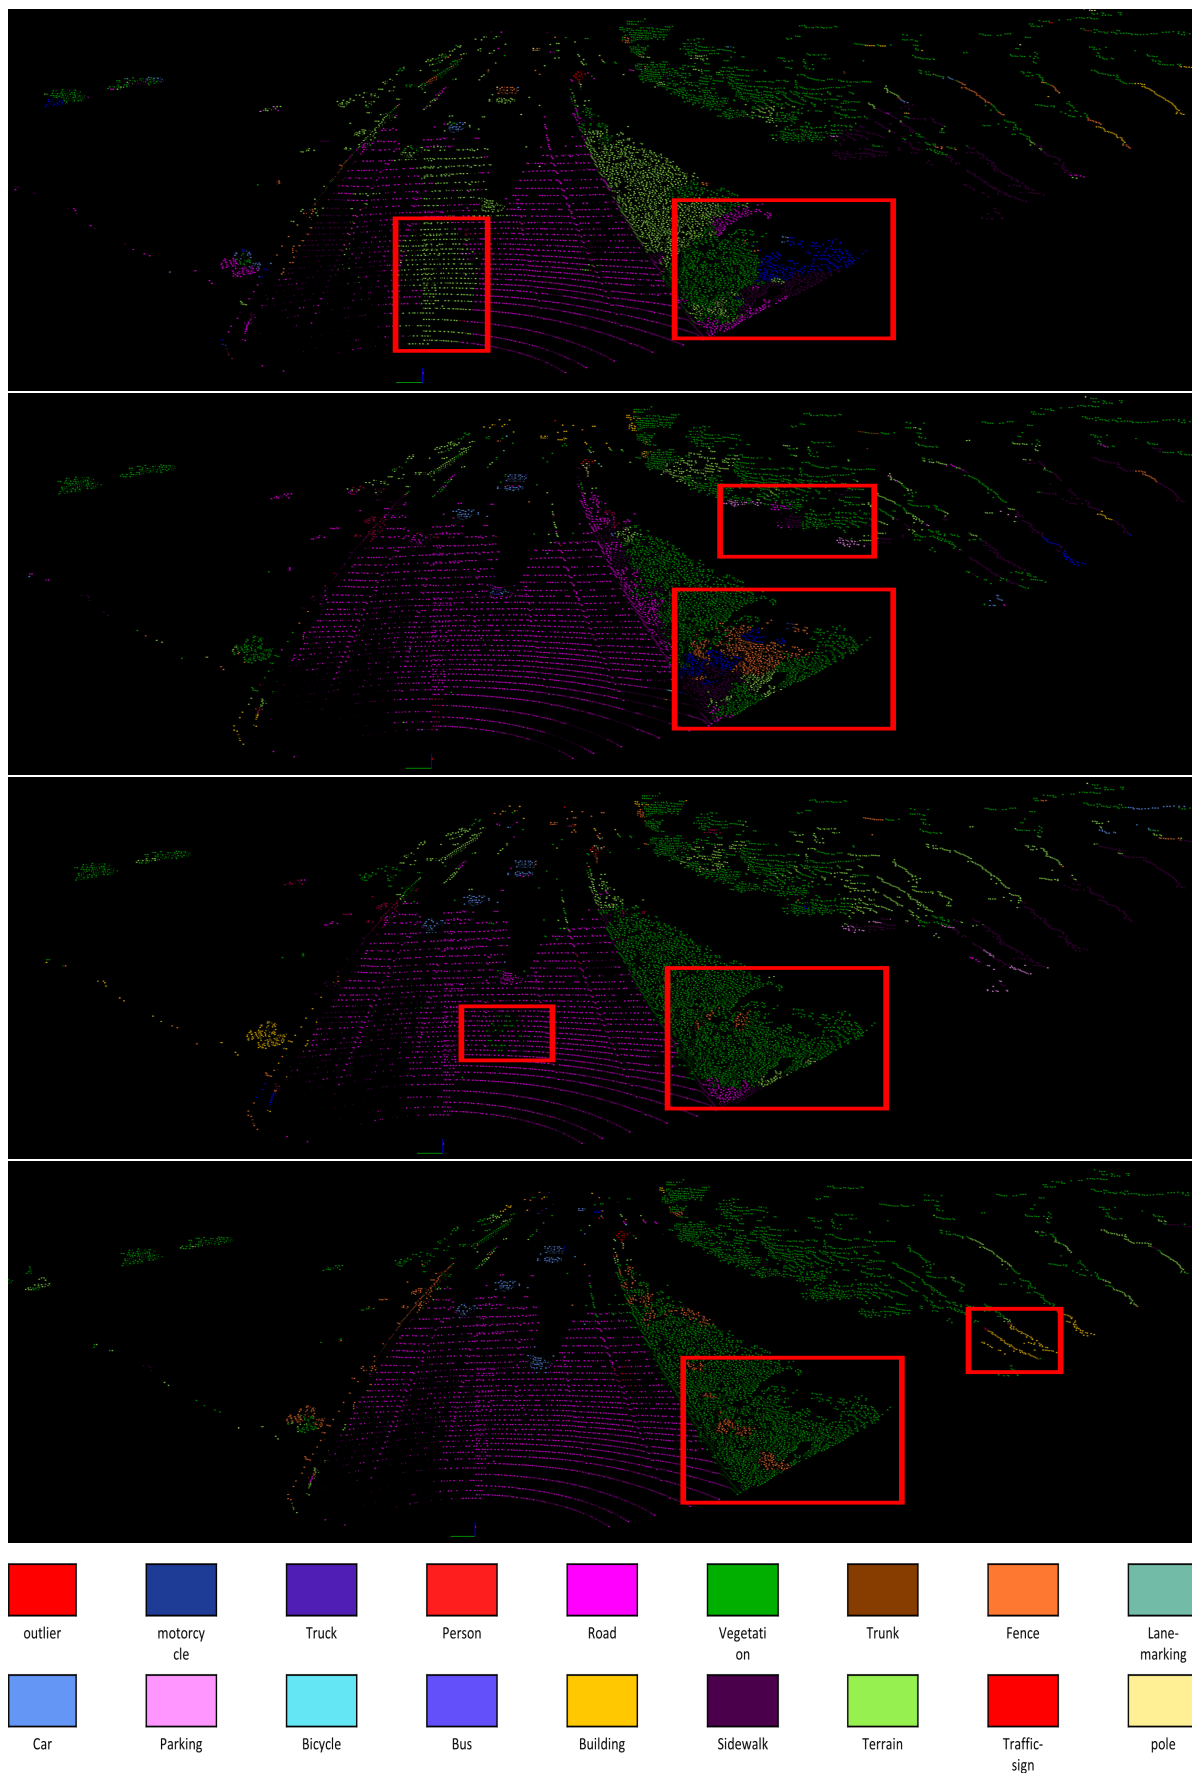 outlier
motorcy
cle
Truck
Person
Road
Vegetati
on
Trunk
Fence
Lane-
marking
Car
Parking
Bicycle
Bus
Building
Sidewalk
Terrain
Traffic-
sign
pole